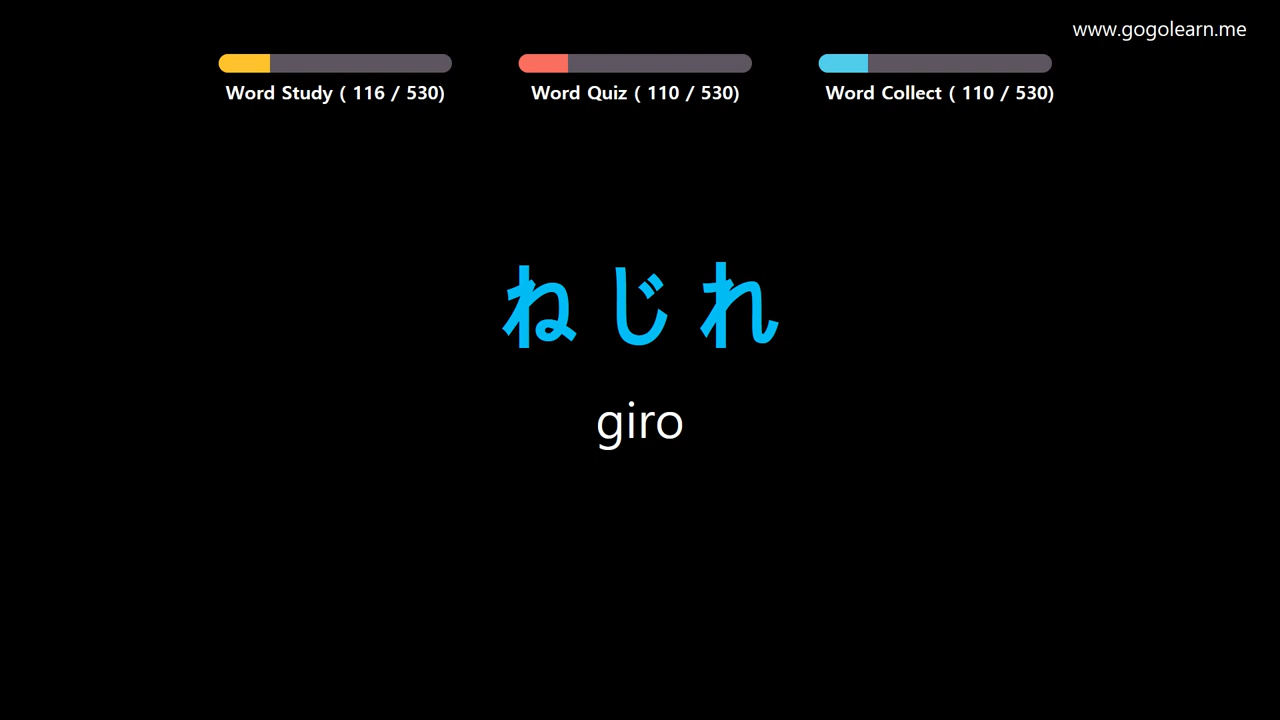 www.gogolearn.me
Word Study ( 116 / 530)
Word Quiz ( 110 / 530)
Word Collect ( 110 / 530)
ねじれ
giro